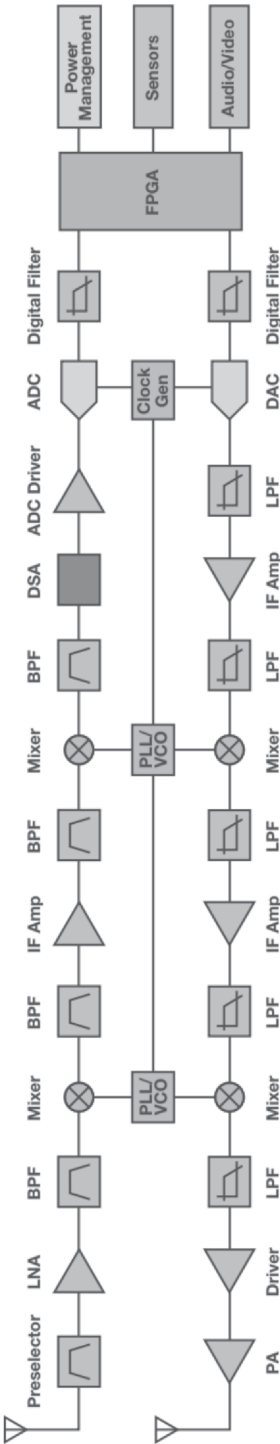 Preselector
LNA
BPF
Mixer
BPF
IF Amp
BPF
Mixer
BPF
DSA
ADC Driver
ADC
Digital Filter
Power
Management
PLL/
VCO
PLL/
VCO
Clock
Gen
FPGA
Sensors
Audio/Video
PA
Driver
LPF
Mixer
LPF
IF Amp
LPF
Mixer
LPF
IF Amp
LPF
DAC
Digital Filter